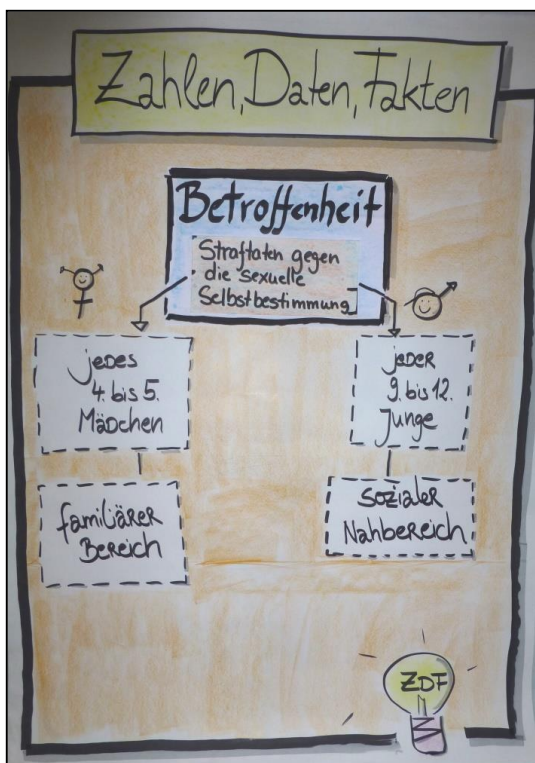 Zahlen, Daten, Fakten
Betroffenheit
Straftaten gegen
die sexuelle
Selbstbestimmung
jedes
4. bis 5.
Mädchen
jeder
9. bis 12.
Junge
familiärer
Bereich
sozialer
Nahbereich
ZDF